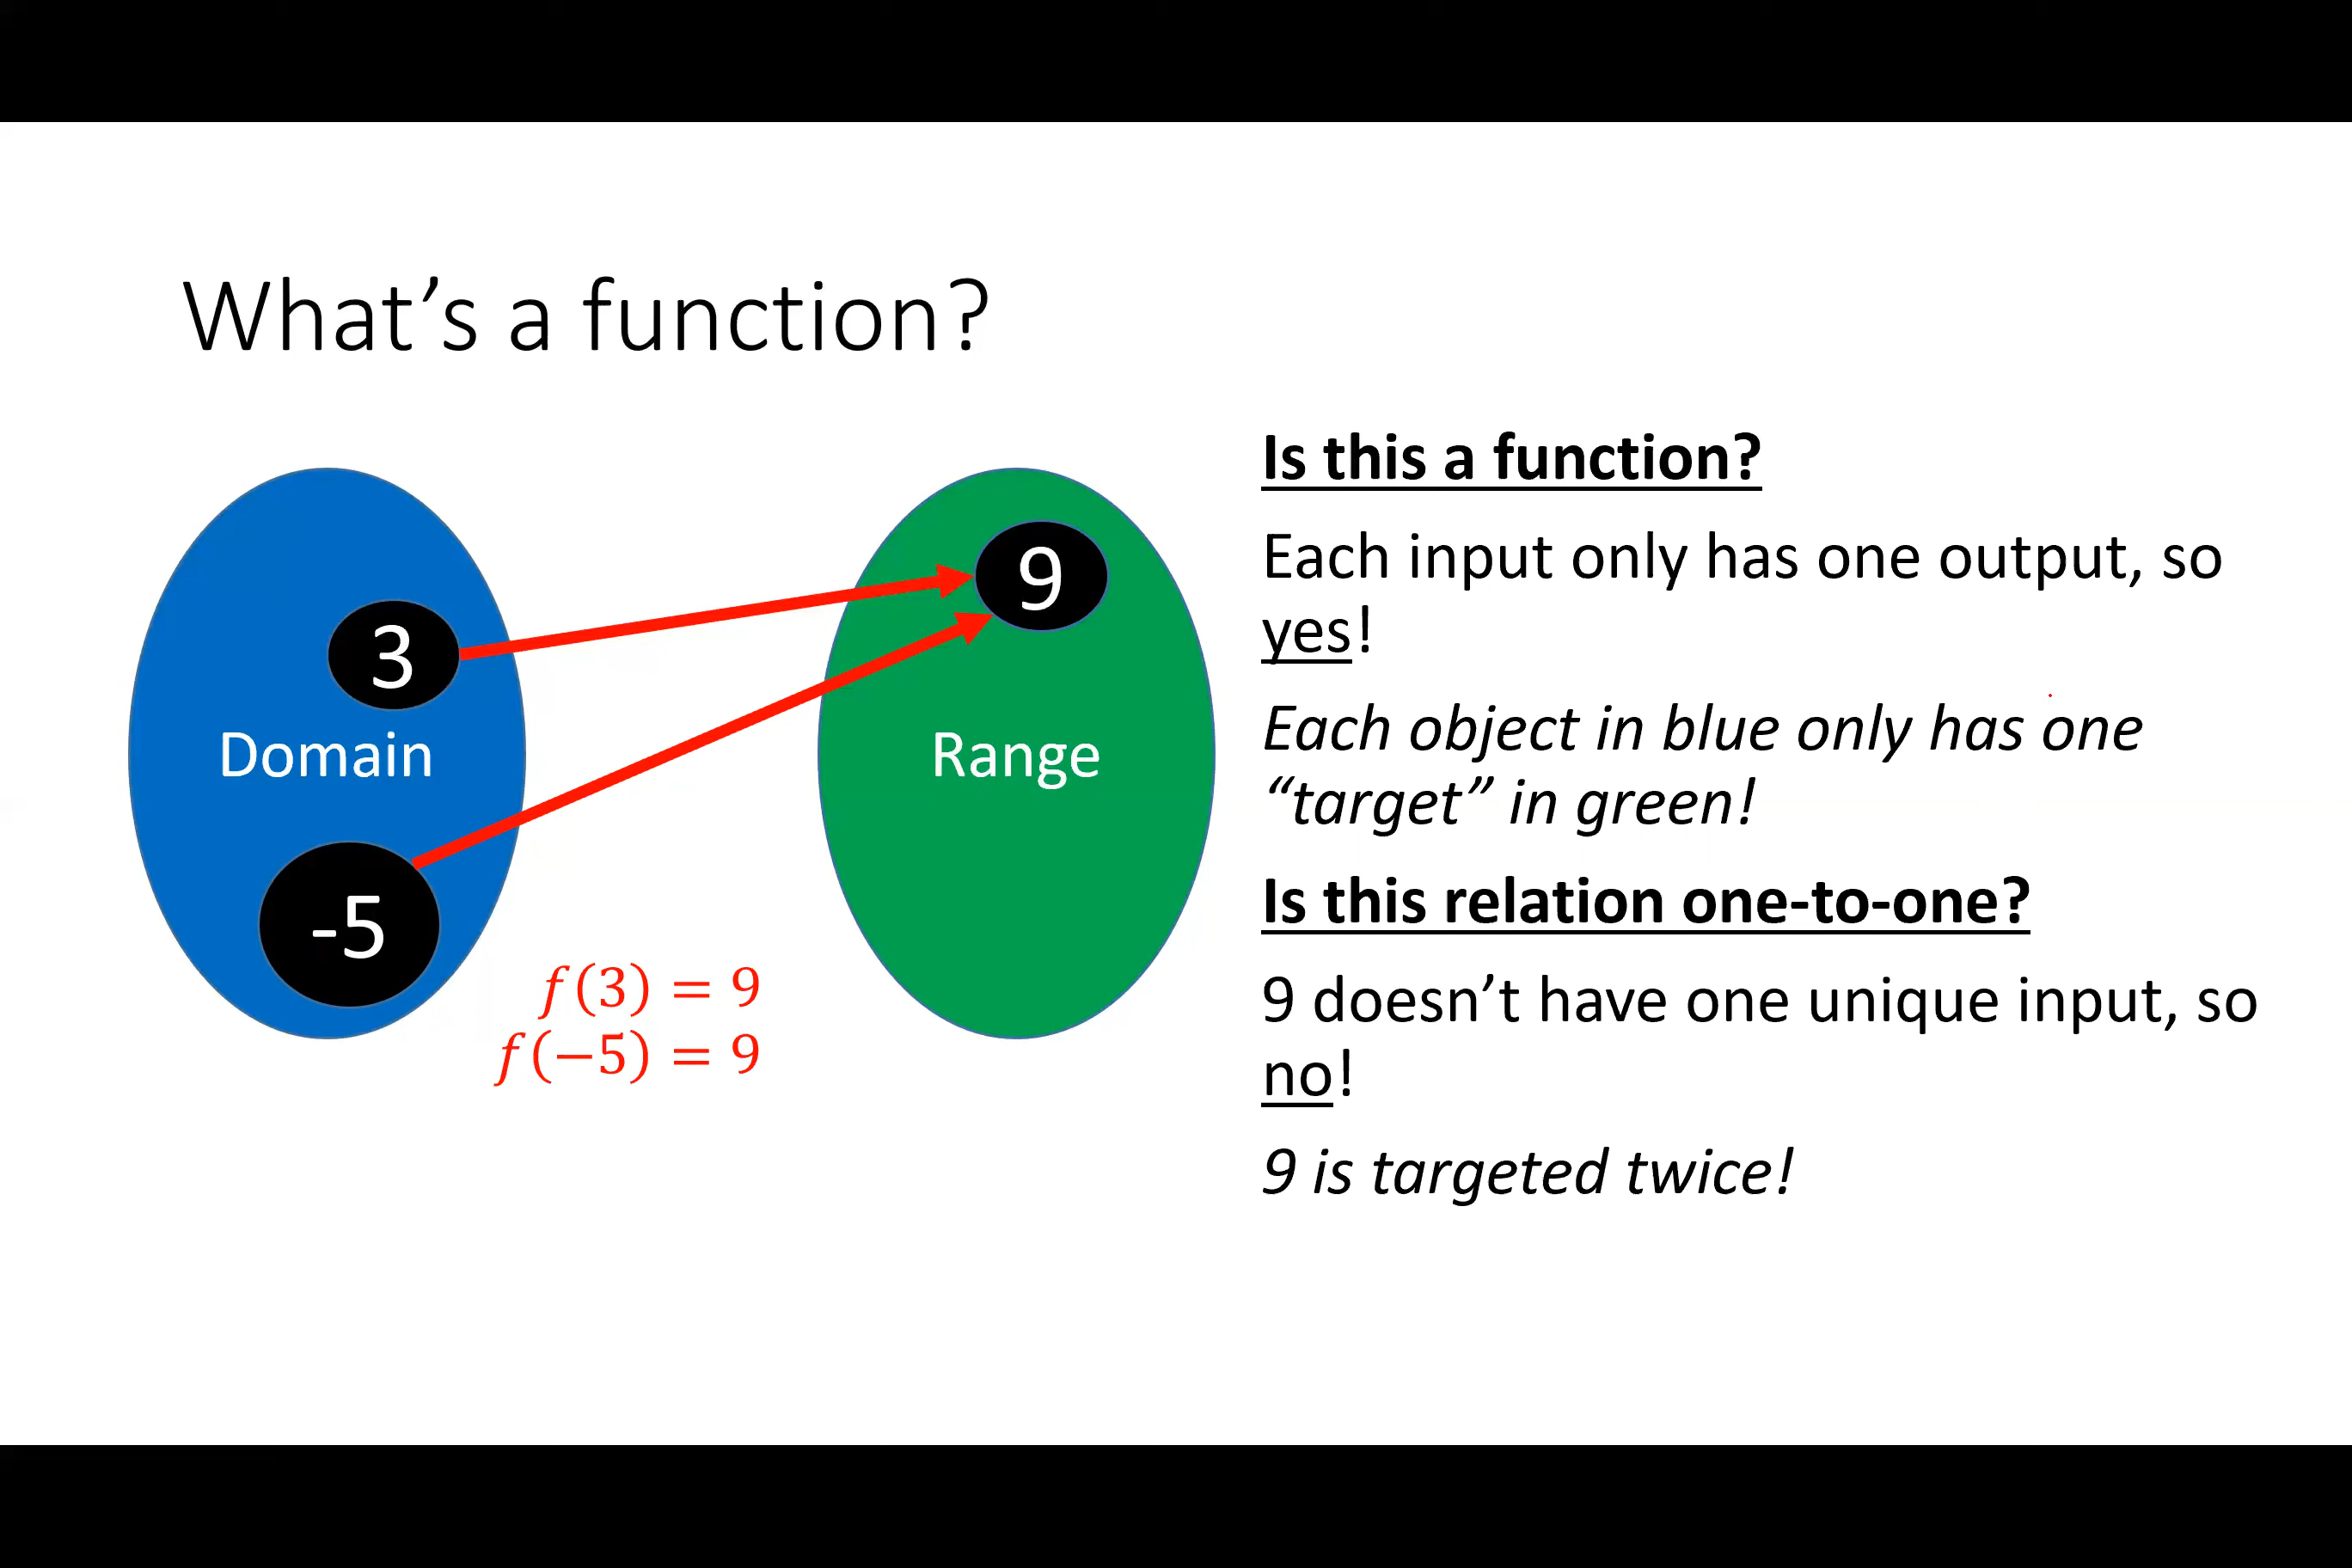 What’s a function?
3
Domain
-5
9
Range
f(3) = 9
f(−5) = 9
Is this a function?
Each input only has one output, so
yes!
Each object in blue only has one
“target” in green!
Is this relation one-to-one?
9 doesn’t have one unique input, so
no!
9 is targeted twice!